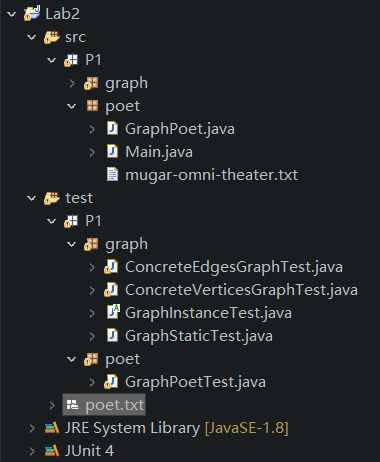 Lab2
src
P1
graph
poet
GraphPoet.java
Main.java
mugar-omni-theater.txt
test
P1
graph
ConcreteEdgesGraphTest.java
ConcreteVerticesGraphTest.java
GraphInstanceTest.java
GraphStaticTest.java
poet
GraphPoetTest.java
poet.txt
JRE System Library [JavaSE-1.8]
JUnit 4